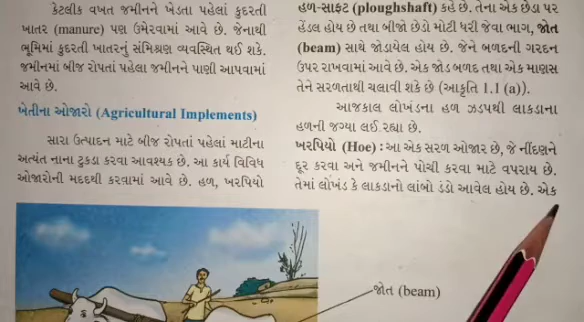 કેટલીક વખત જમીનને ખેડતા પહેલાં કુદરતી
ખાતર (manure) પણ ઉમેરવામાં આવે છે. જેનાથી
ભૂમિમાં કુદરતી ખાતરનું સંમિશ્રણ વ્યવસ્થિત થઈ શકે.
જમીનમાં બીજ રોપતાં પહેલા જમીનને પાણી આપવામાં
આવે છે.
ખેતીના ઓજારો (Agricultural Implements)
સારા ઉત્પાદન માટે બીજ રોપતાં પહેલાં માટીના
અત્યંત નાના ટુકડા કરવા આવશ્યક છે. આ કાર્ય વિવિધ
ઓજારોની મદદથી કરવામાં આવે છે. હળ, ખરપિયો
હળ-સાફ્ટ (ploughshaft) કહે છે. તેના એક છેડા પર
હેંડલ હોય છે તથા બીજો છેડો મોટી ધરી જેવા ભાગ, જોત
(beam) સાથે જોડાયેલ હોય છે. જેને બળદની ગરદન
ઉપર રાખવામાં આવે છે. એક જોડ બળદ તથા એક માણસ
તેને સરળતાથી ચલાવી શકે છે (આકૃતિ 1.1 (a)).
આજકાલ લોખંડના હળ ઝડપથી લાકડાના
હળની જગ્યા લઈ રહ્યા છે.
ખરપિયો (Hoe) : આ એક સરળ ઓજાર છે, જે નીંદણને
દૂર કરવા અને જમીનને પોચી કરવા માટે વપરાય છે.
તેમાં લોખંડ કે લાકડાનો લાંબો દંડો આવેલ હોય છે. એક
જોત (beam)